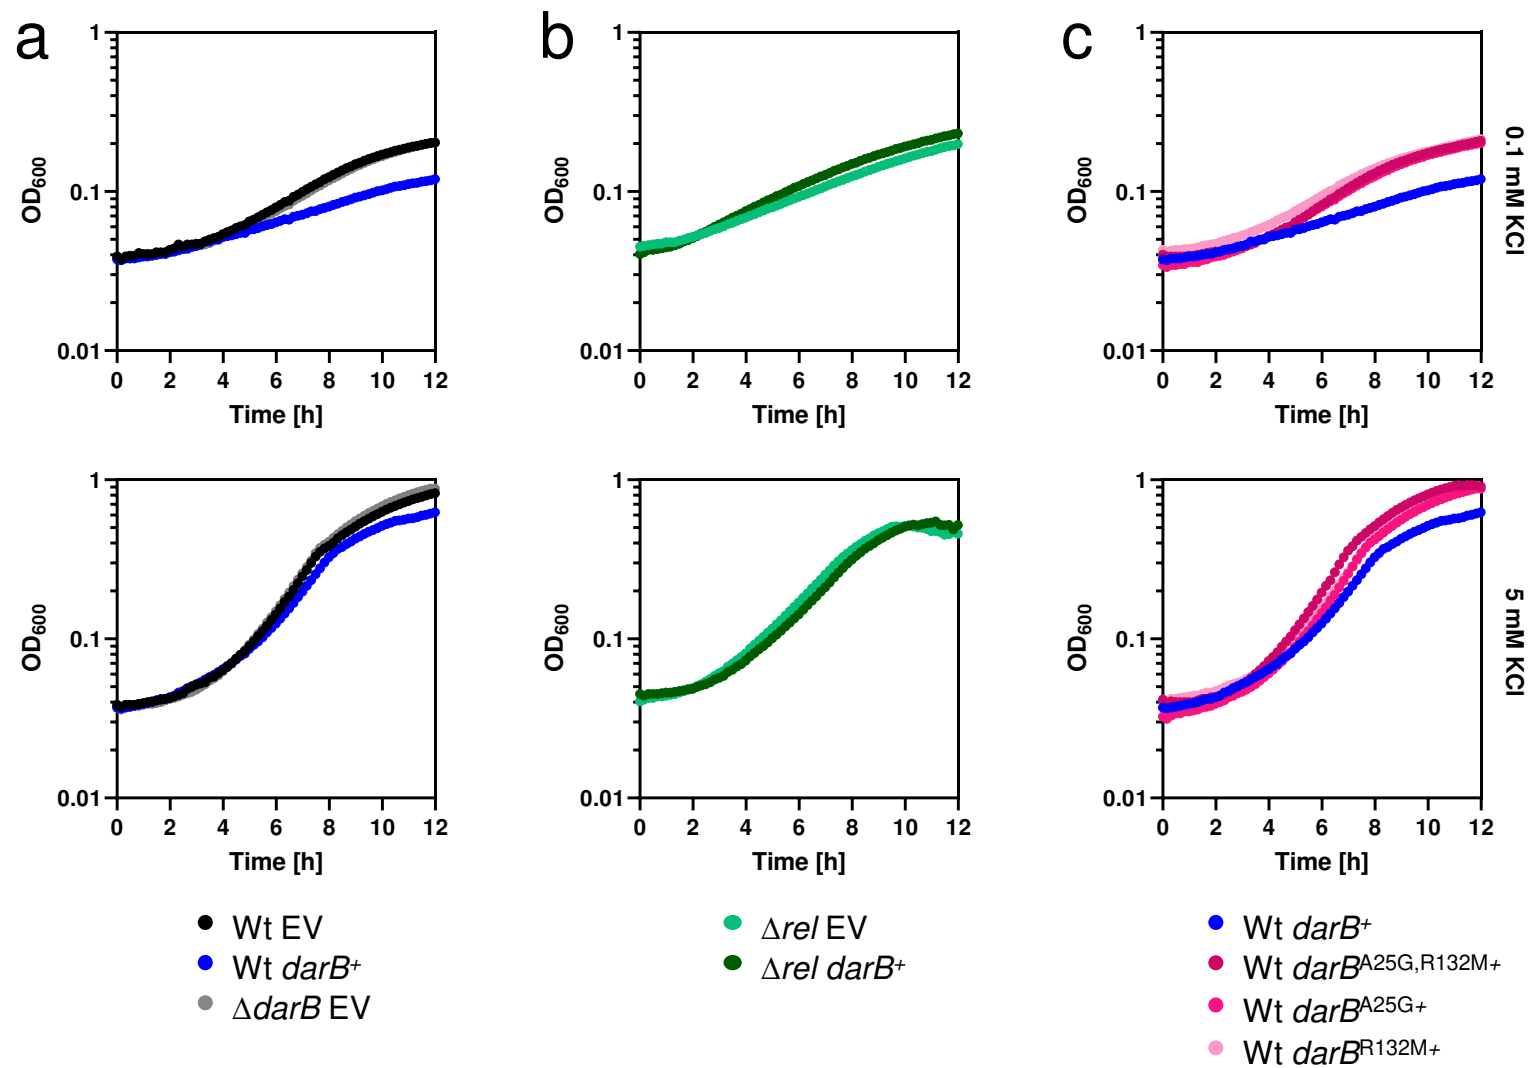 a
b
c
1
0.1
0.01
OD600
0 2 4 6 8 10 12
Time [h]
1
0.1
0.01
OD600
0 2 4 6 8 10 12
Time [h]
1
0.1
0.01
OD600
0 2 4 6 8 10 12
Time [h]
0.1 mM KCl
1
0.1
0.01
OD600
0 2 4 6 8 10 12
Time [h]
1
0.1
0.01
OD600
0 2 4 6 8 10 12
Time [h]
1
0.1
0.01
OD600
0 2 4 6 8 10 12
Time [h]
5 mM KCl
Wt EV
Wt darB+
ΔdarB EV
Δrel EV
Δrel darB+
Wt darB+
Wt darBA25G,R132M+
Wt darBA25G+
Wt darBR132M+